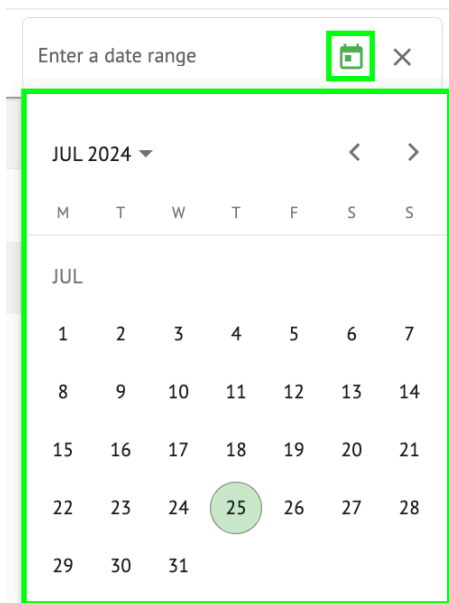 Enter a date range
JUL 2024
M T W T F S S
JUL
1 2 3 4 5 6 7
8 9 10 11 12 13 14
15 16 17 18 19 20 21
22 23 24 25 26 27 28
29 30 31